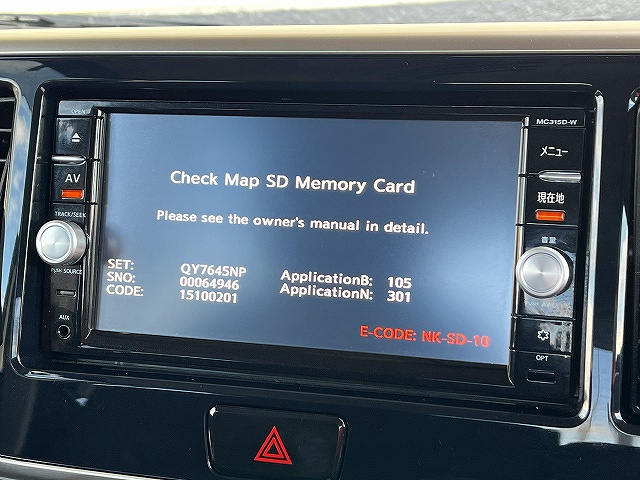 MC315D-W
AV
TRACK/SEEK
PUSH SOURCE
AUX
Check Map SD Memory Card
Please see the owner's manual in detail.
SET: QY7645NP ApplicationB: 105
SNO: 00064946 ApplicationN: 301
CODE: 15100201
E-CODE: NK-SD-10
メニュー
現在地
音量
OPT